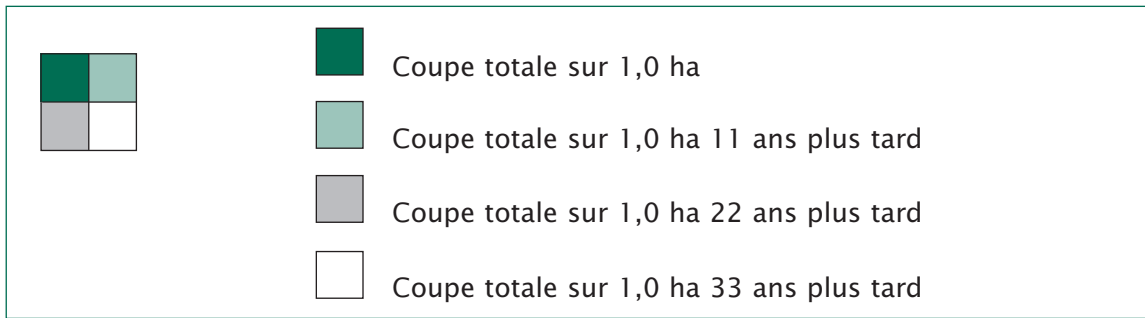 Coupe totale sur 1,0 ha
Coupe totale sur 1,0 ha 11 ans plus tard
Coupe totale sur 1,0 ha 22 ans plus tard
Coupe totale sur 1,0 ha 33 ans plus tard